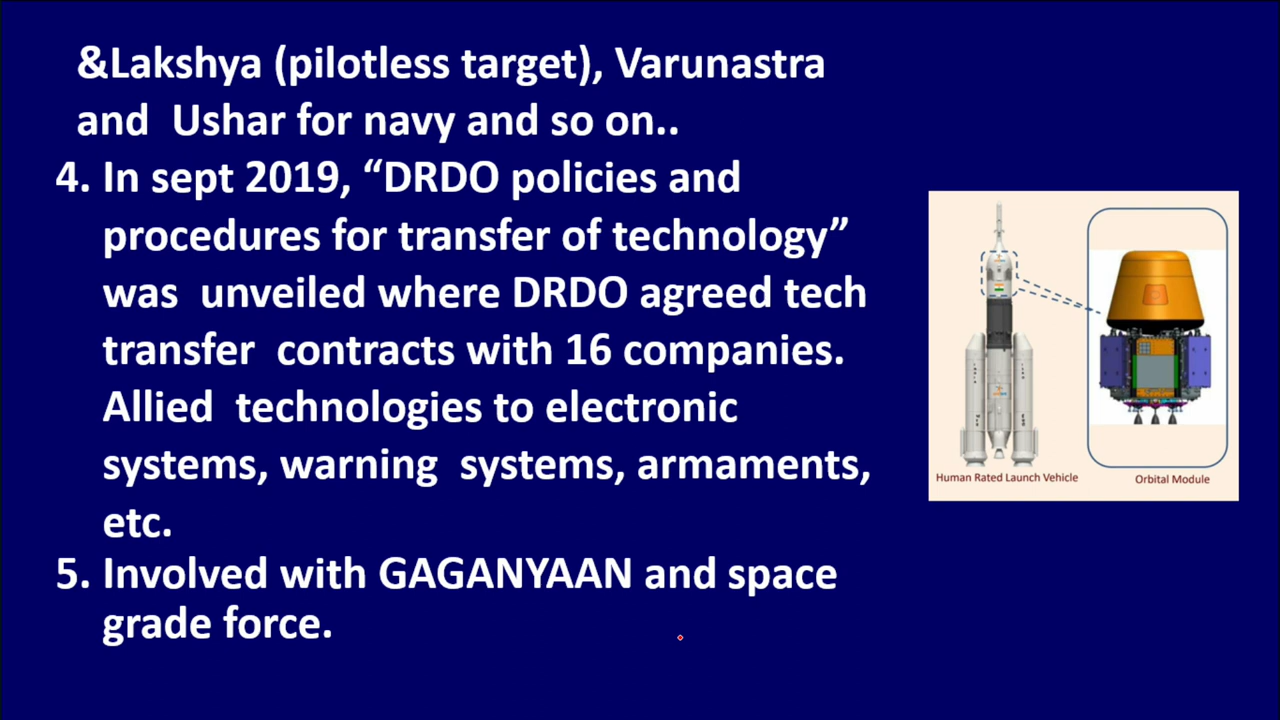 &Lakshya (pilotless target), Varunastra
and Ushar for navy and so on..
4. In sept 2019, “DRDO policies and
procedures for transfer of technology”
was unveiled where DRDO agreed tech
transfer contracts with 16 companies.
Allied technologies to electronic
systems, warning systems, armaments,
etc.
5. Involved with GAGANYAAN and space
grade force.
Human Rated Launch Vehicle
Orbital Module